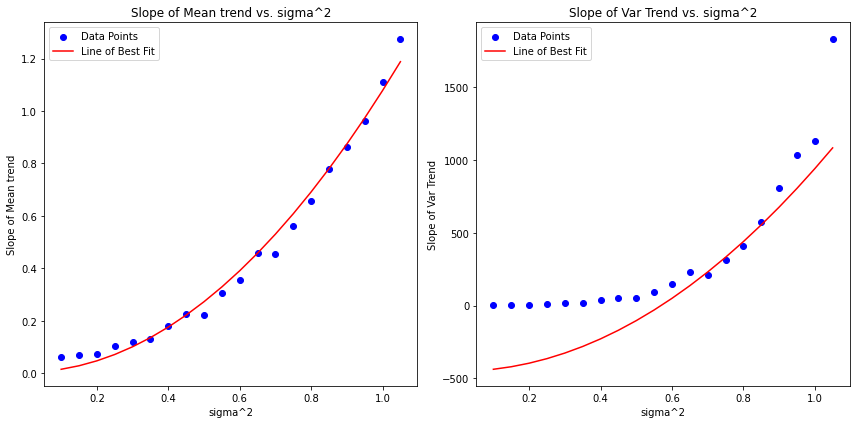 Slope of Mean trend vs. sigma^2
Data Points
Line of Best Fit
1.2
1.0
0.8
0.6
0.4
0.2
0.0
Slope of Mean trend
0.2 0.4 0.6 0.8 1.0
sigma^2
Slope of Var Trend vs. sigma^2
Data Points
Line of Best Fit
1500
1000
500
0
−500
Slope of Var Trend
0.2 0.4 0.6 0.8 1.0
sigma^2